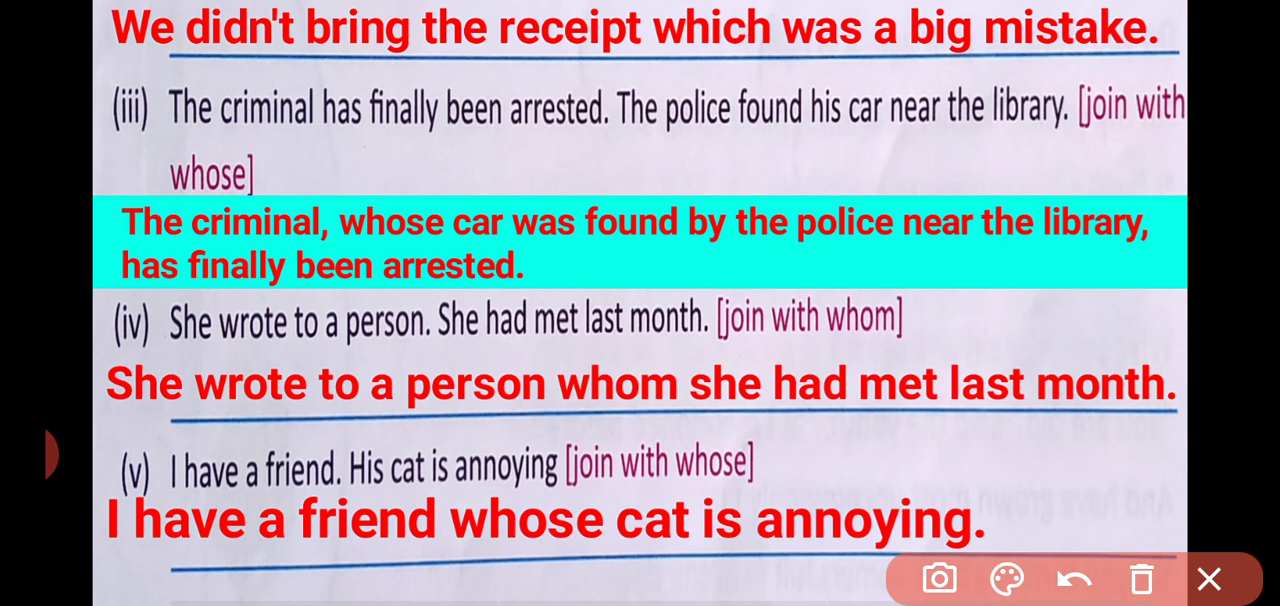 We didn't bring the receipt which was a big mistake.
(iii) The criminal has finally been arrested. The police found his car near the library. [join with
whose]
The criminal, whose car was found by the police near the library,
has finally been arrested.
(iv) She wrote to a person. She had met last month. [join with whom]
She wrote to a person whom she had met last month.
(v) I have a friend. His cat is annoying [join with whose]
I have a friend whose cat is annoying.